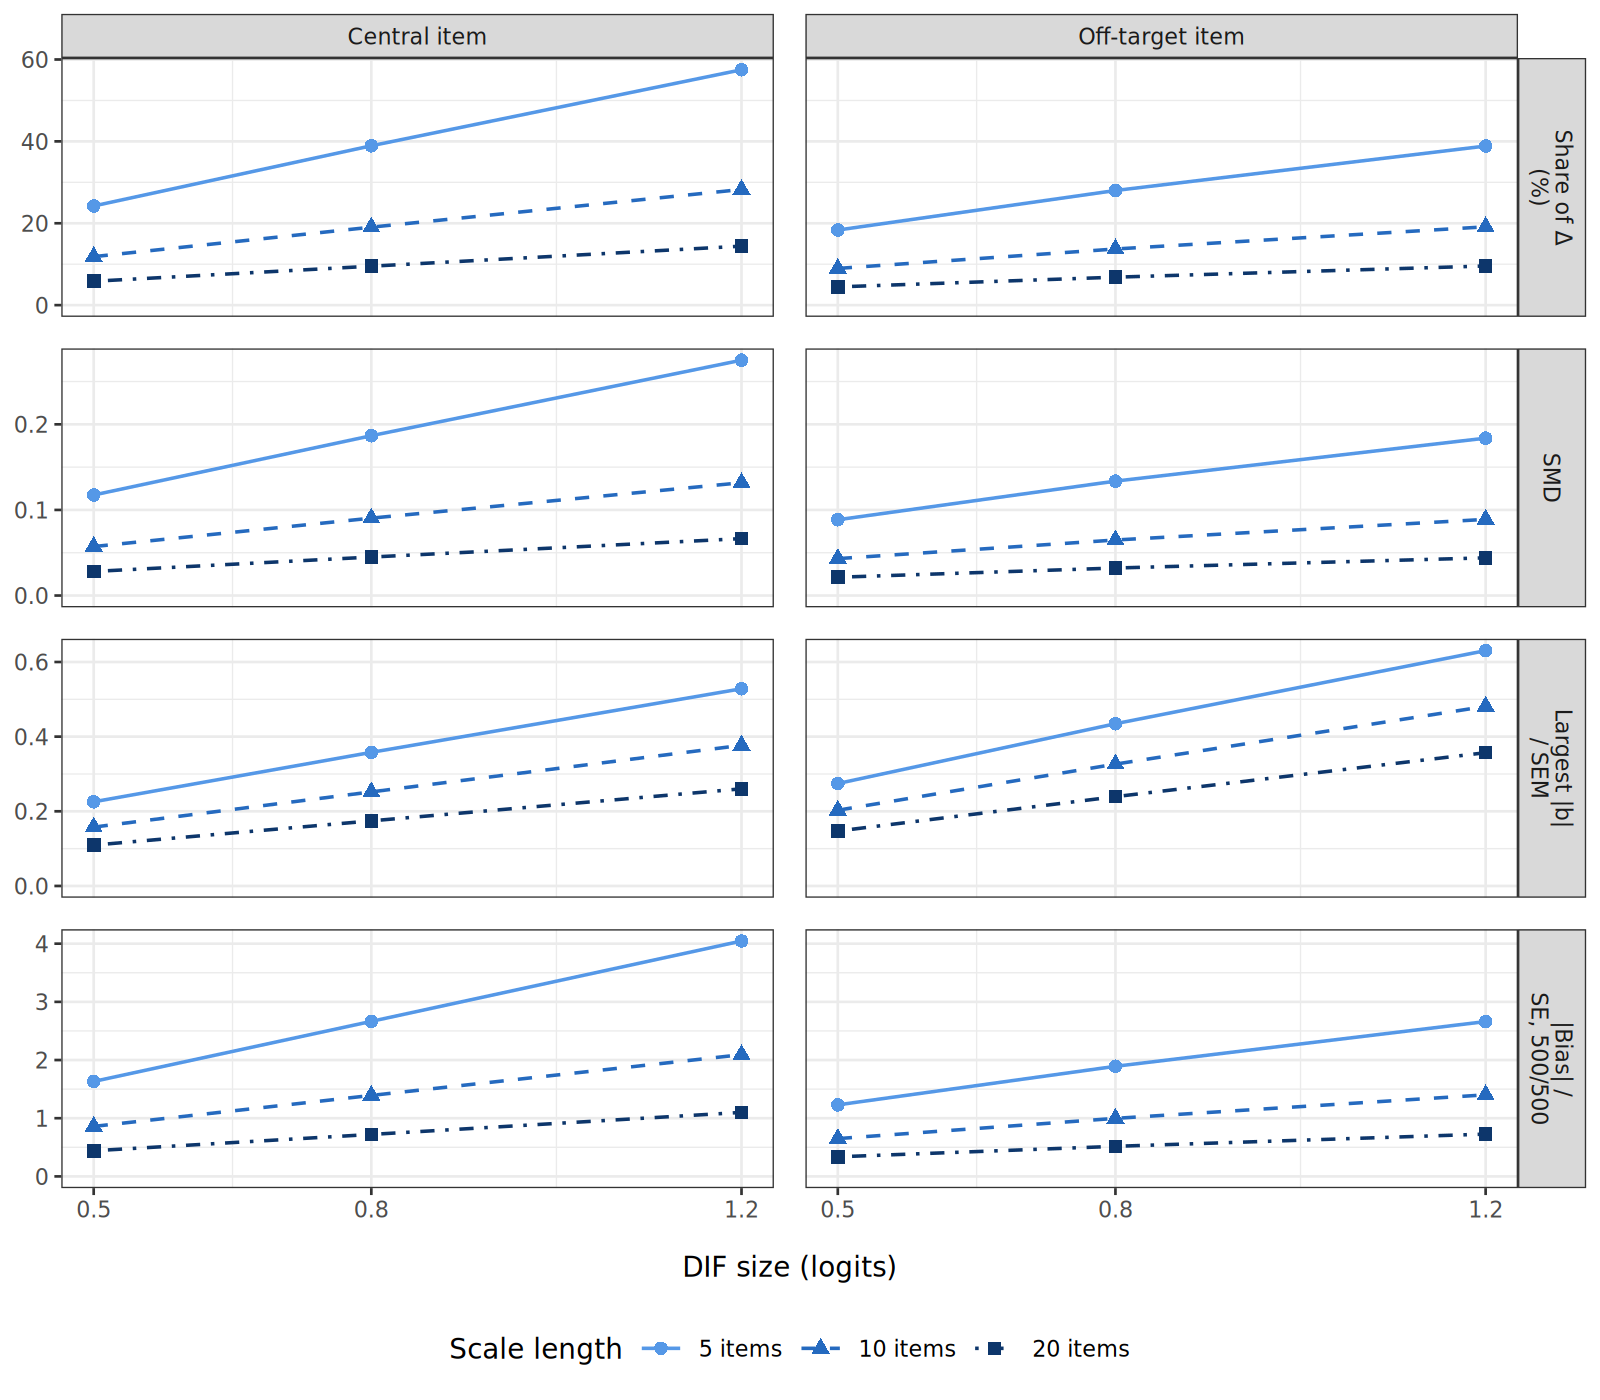 Central item
Off-target item
60
40
20
0
Share of Δ
(%)
0.2
0.1
0.0
SMD
0.6
0.4
0.2
0.0
Largest |b|
/ SEM
4
3
2
1
0
|Bias| /
SE, 500/500
0.5
0.8
1.2
0.5
0.8
1.2
DIF size (logits)
Scale length
5 items
10 items
20 items